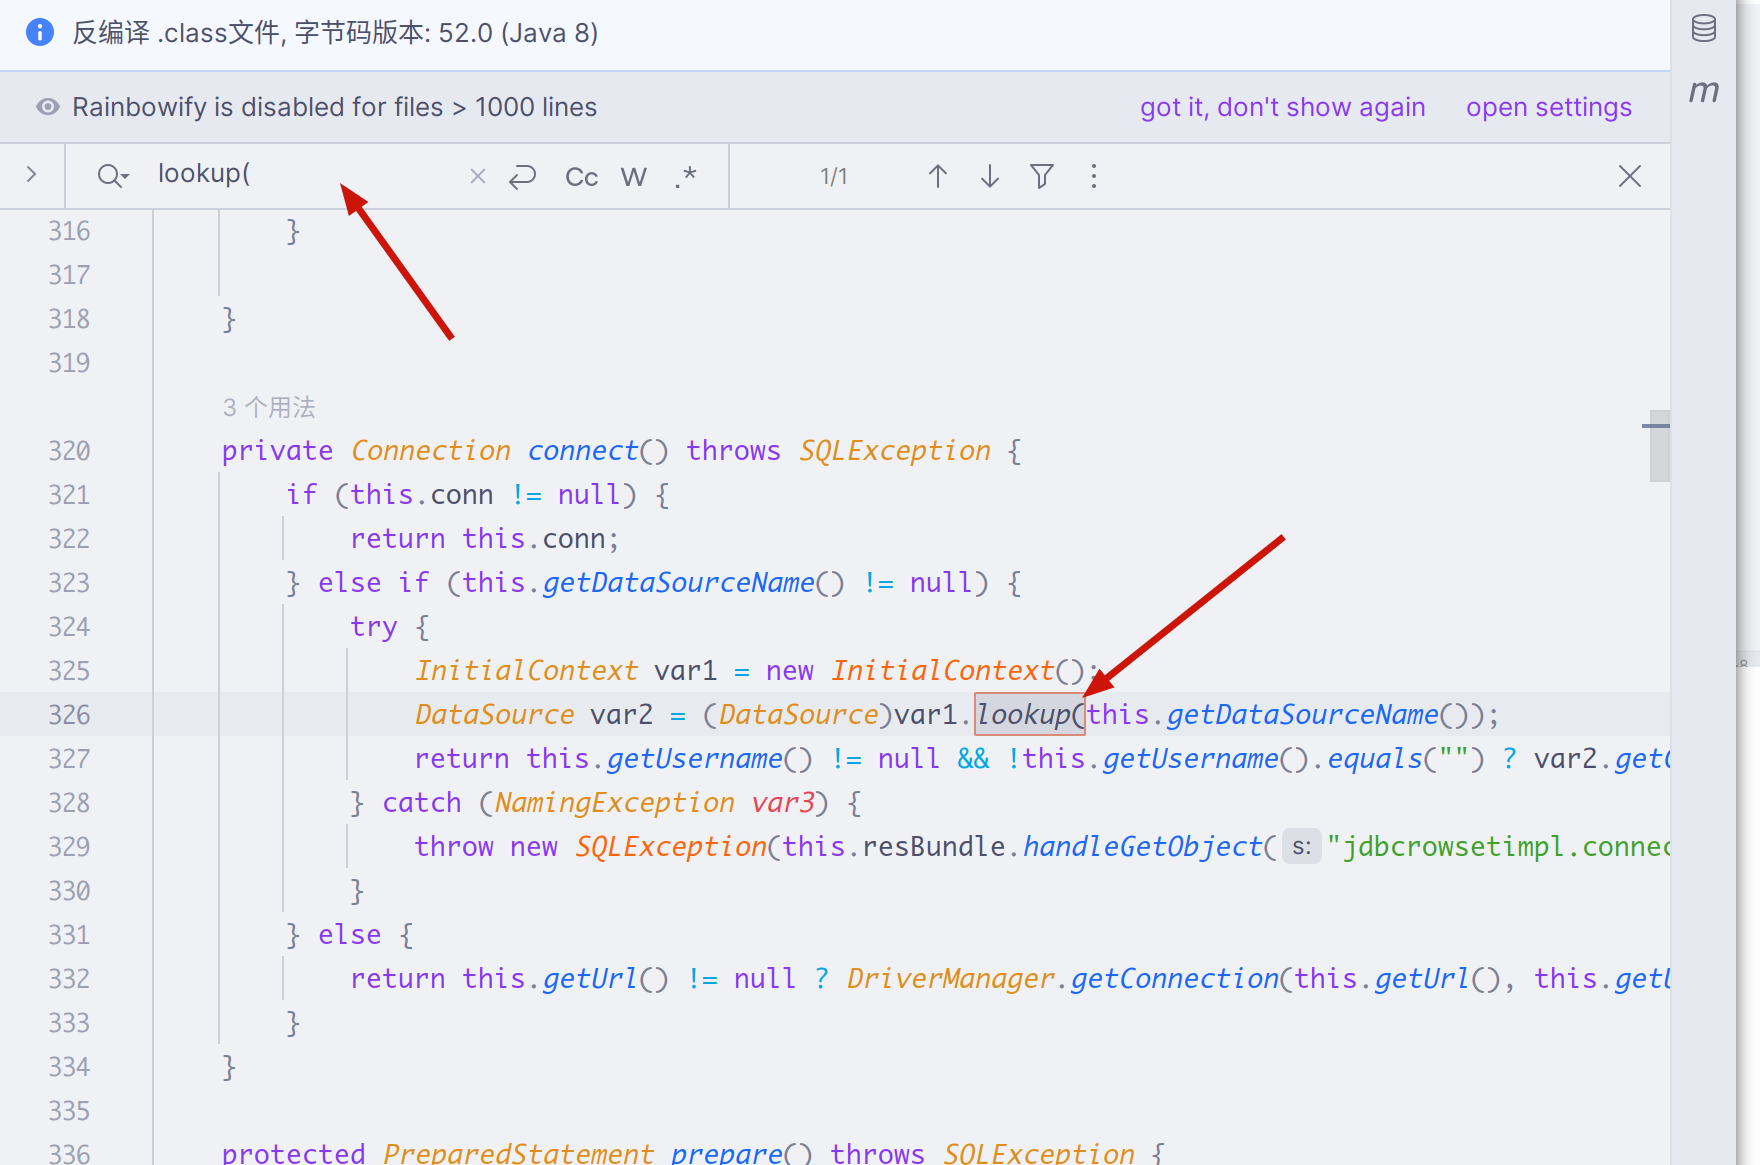 反编译 .class文件, 字节码版本: 52.0 (Java 8)
Rainbowify is disabled for files > 1000 lines got it, don't show again open settings
lookup( Cc W .* 1/1
m
316 }
317
318 }
319
3 个用法
320 private Connection connect() throws SQLException {
321 if (this.conn != null) {
322 return this.conn;
323 } else if (this.getDataSourceName() != null) {
324 try {
325 InitialContext var1 = new InitialContext();
326 DataSource var2 = (DataSource)var1.lookup(this.getDataSourceName());
327 return this.getUsername() != null && !this.getUsername().equals("") ? var2.get
328 } catch (NamingException var3) {
329 throw new SQLException(this.resBundle.handleGetObject( s: "jdbcrowsetimpl.connec
330 }
331 } else {
332 return this.getUrl() != null ? DriverManager.getConnection(this.getUrl(), this.get
333 }
334 }
335
336 protected PreparedStatement prepare() throws SQLException {